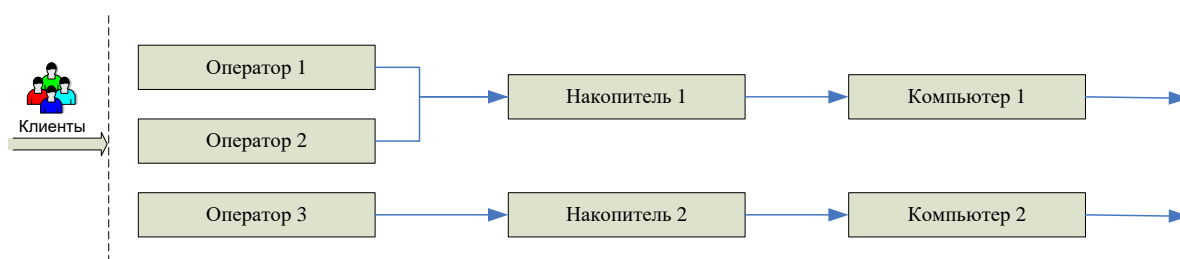 Клиенты
Оператор 1
Оператор 2
Оператор 3
Накопитель 1
Накопитель 2
Компьютер 1
Компьютер 2